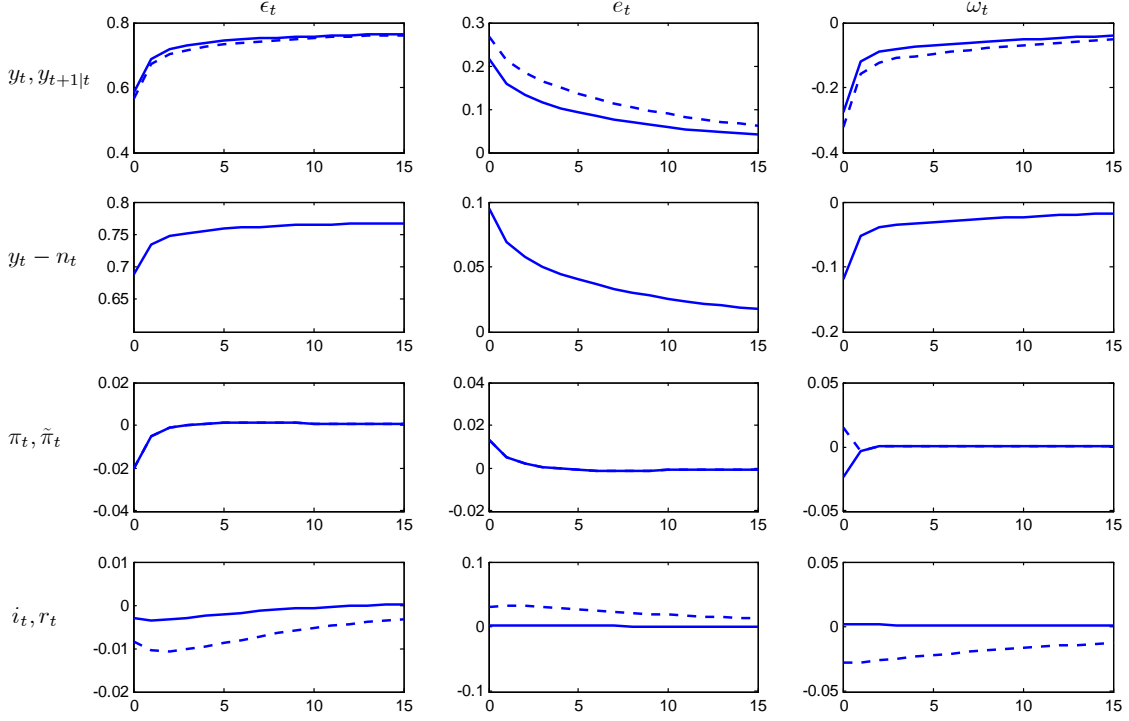 ϵ_t e_t ω_t
y_t, y_{t+1|t}
0.8 0.3 0
0.6 0.2 -0.2
0.1
0.4 0 -0.4
0 5 10 15 0 5 10 15 0 5 10 15
y_t − n_t
0.8 0.1 0
0.75
0.7 0.05 -0.1
0.65
0 -0.2
0 5 10 15 0 5 10 15 0 5 10 15
π_t, π̃_t
0.02 0.04 0.05
0 0.02 0
-0.02 0
-0.04 -0.02 -0.05
0 5 10 15 0 5 10 15 0 5 10 15
i_t, r_t
0.01 0.1 0.05
0 0 0
-0.01
-0.02 -0.1 -0.05
0 5 10 15 0 5 10 15 0 5 10 15